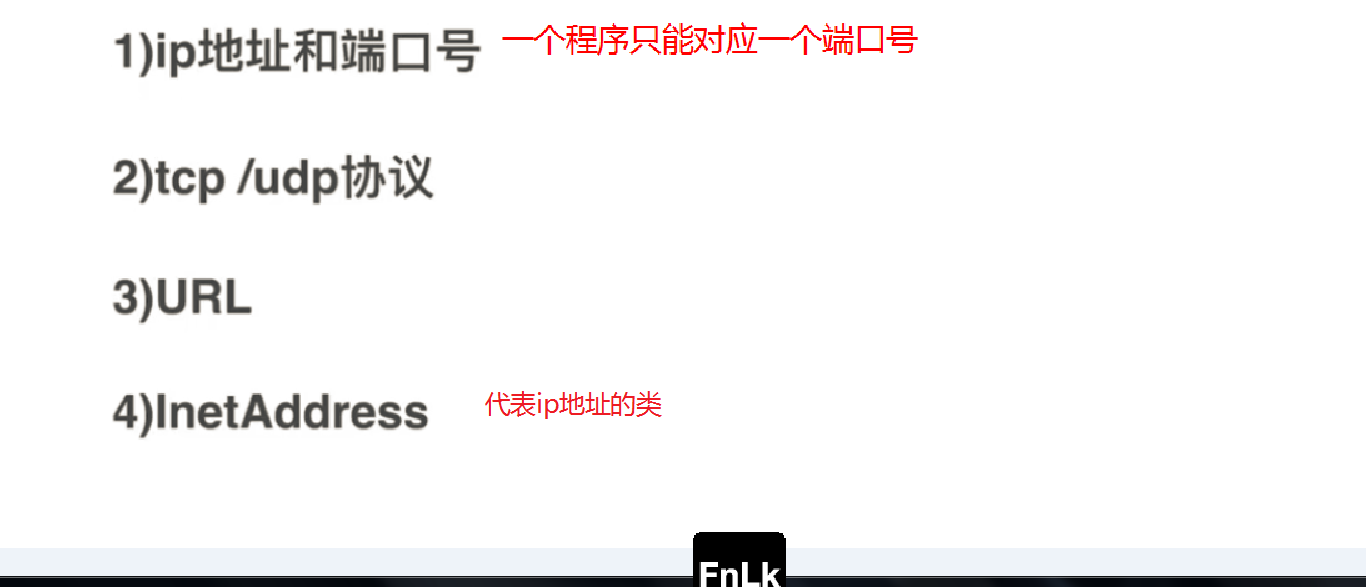 1)ip地址和端口号 一个程序只能对应一个端口号
2)tcp /udp协议
3)URL
4)InetAddress 代表ip地址的类
FnLk